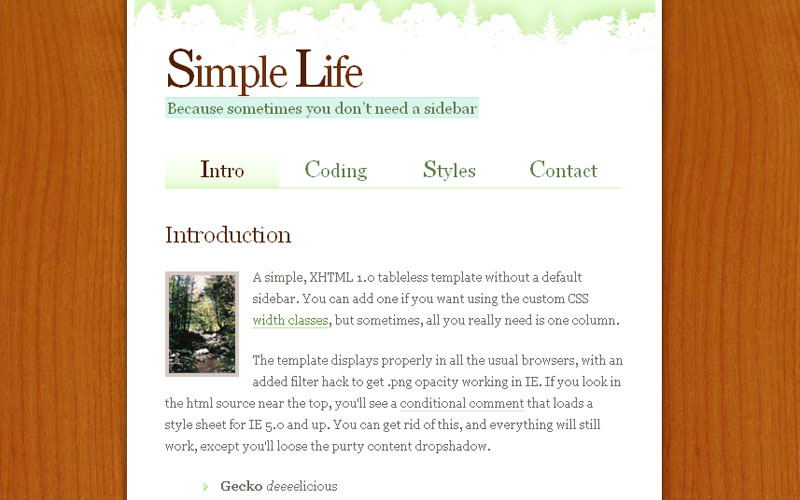 Simple Life
Because sometimes you don't need a sidebar
Intro Coding Styles Contact
Introduction
A simple, XHTML 1.0 tableless template without a default
sidebar. You can add one if you want using the custom CSS
width classes, but sometimes, all you really need is one column.
The template displays properly in all the usual browsers, with an
added filter hack to get .png opacity working in IE. If you look in
the html source near the top, you'll see a conditional comment that loads a
style sheet for IE 5.0 and up. You can get rid of this, and everything will still
work, except you'll loose the purty content dropshadow.
Gecko deeeelicious